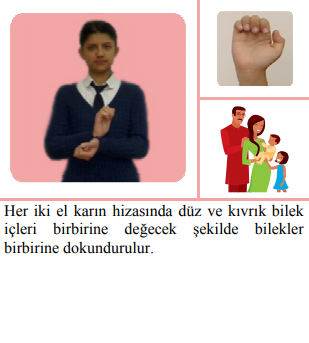 Her iki el karın hizasında düz ve kıvrık bilek
içleri birbirine değecek şekilde bilekler
birbirine dokundurulur.